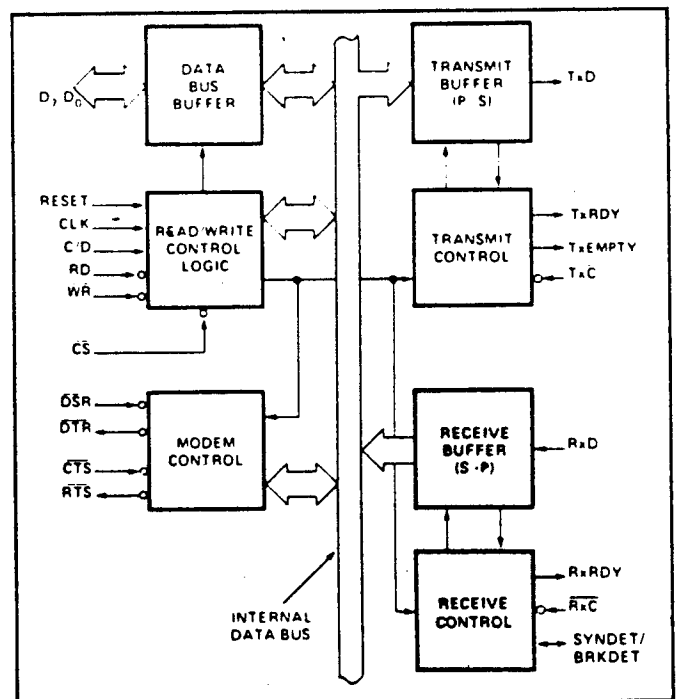 DATA
BUS
BUFFER
D7 D0
TRANSMIT
BUFFER
(P S)
TxD
RESET
CLK
C/D
RD
WR
CS
READ/WRITE
CONTROL
LOGIC
TRANSMIT
CONTROL
TxRDY
TxEMPTY
TxC
DSR
DTR
CTS
RTS
MODEM
CONTROL
RECEIVE
BUFFER
(S-P)
RxD
INTERNAL
DATA BUS
RECEIVE
CONTROL
RxRDY
RxC
SYNDET/
BRKDET